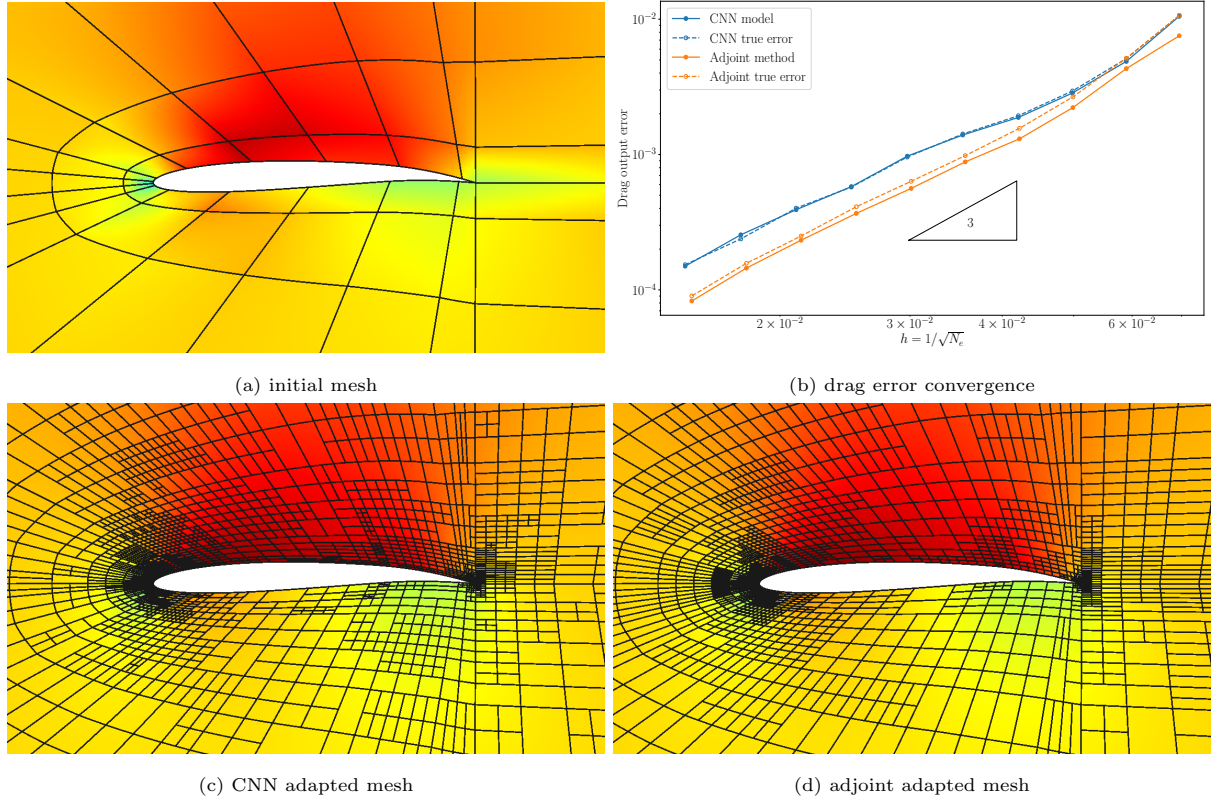 CNN model
CNN true error
Adjoint method
Adjoint true error
Drag output error
10⁻²
10⁻³
10⁻⁴
3
2 × 10⁻² 3 × 10⁻² 4 × 10⁻² 6 × 10⁻²
h = 1/√Nₑ
(a) initial mesh
(b) drag error convergence
(c) CNN adapted mesh
(d) adjoint adapted mesh